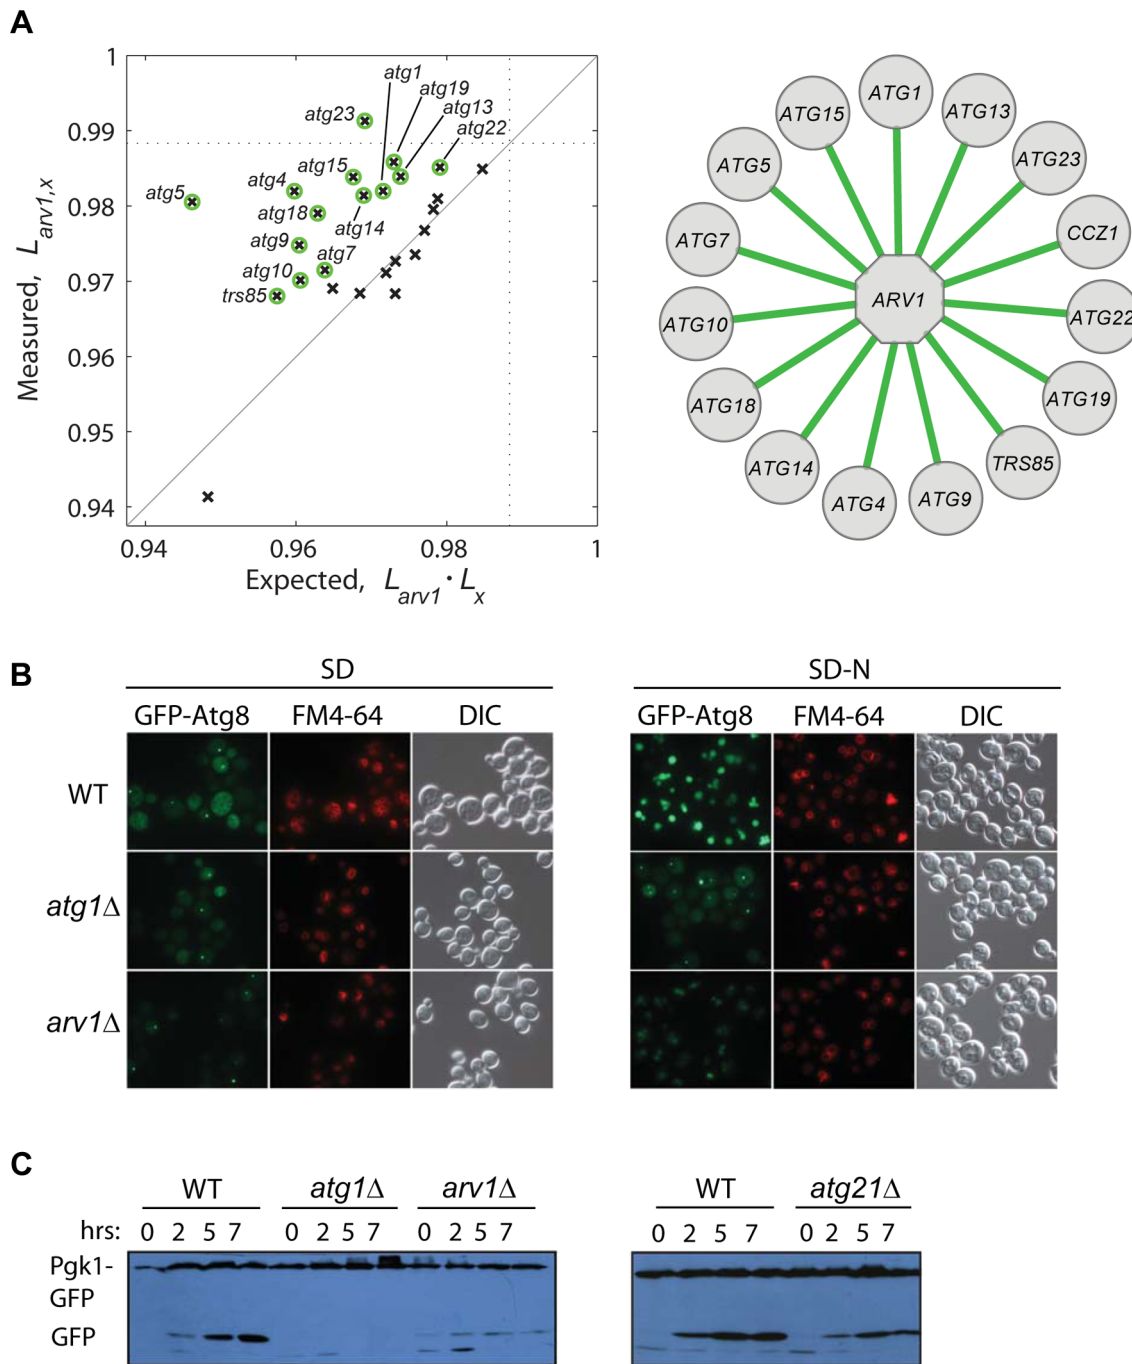 A
1
0.99
0.98
0.97
0.96
0.95
0.94
0.94
0.96
0.98
1
Measured, Larv1,x
Expected, Larv1 · Lx
atg1
atg19
atg13
atg22
atg23
atg15
atg4
atg5
atg18
atg14
atg9
atg7
atg10
trs85
ATG1
ATG13
ATG23
CCZ1
ATG22
ATG19
TRS85
ATG9
ATG4
ATG14
ATG18
ATG10
ATG7
ATG5
ATG15
ARV1
B
SD
SD-N
GFP-Atg8 FM4-64 DIC
GFP-Atg8 FM4-64 DIC
WT
atg1Δ
arv1Δ
C
WT atg1Δ arv1Δ
WT atg21Δ
hrs: 0 2 5 7 0 2 5 7 0 2 5 7
0 2 5 7 0 2 5 7
Pgk1-
GFP
GFP